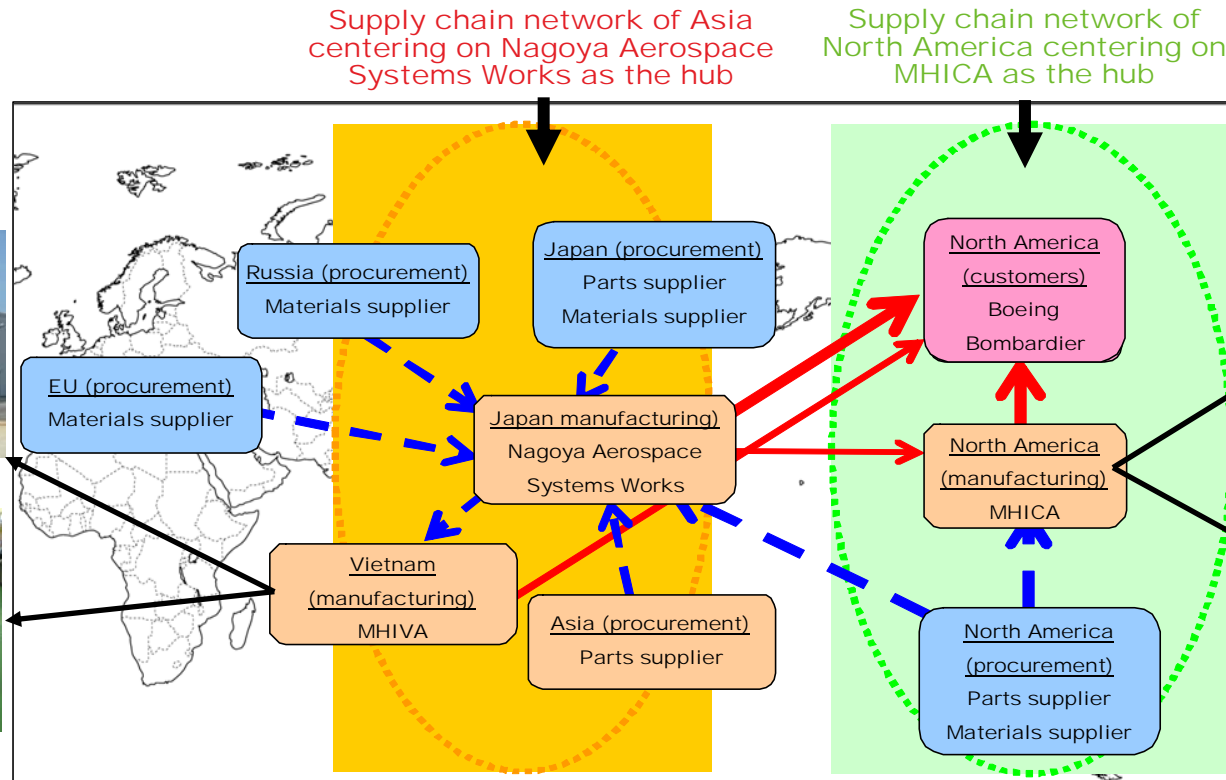 Supply chain network of Asia
centering on Nagoya Aerospace
Systems Works as the hub
Supply chain network of
North America centering on
MHICA as the hub
Russia (procurement)
Materials supplier
Japan (procurement)
Parts supplier
Materials supplier
North America
(customers)
Boeing
Bombardier
EU (procurement)
Materials supplier
Japan manufacturing)
Nagoya Aerospace
Systems Works
North America
(manufacturing)
MHICA
Vietnam
(manufacturing)
MHIVA
Asia (procurement)
Parts supplier
North America
(procurement)
Parts supplier
Materials supplier